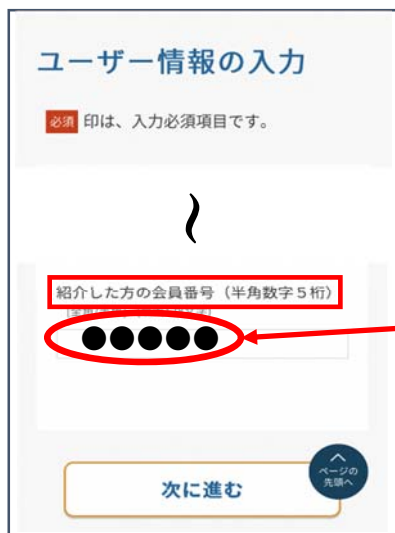 ユーザー情報の入力
必須 印は、入力必須項目です。
~
紹介した方の会員番号（半角数字5桁）
●●●●●
次に進む
ページの
先頭へ